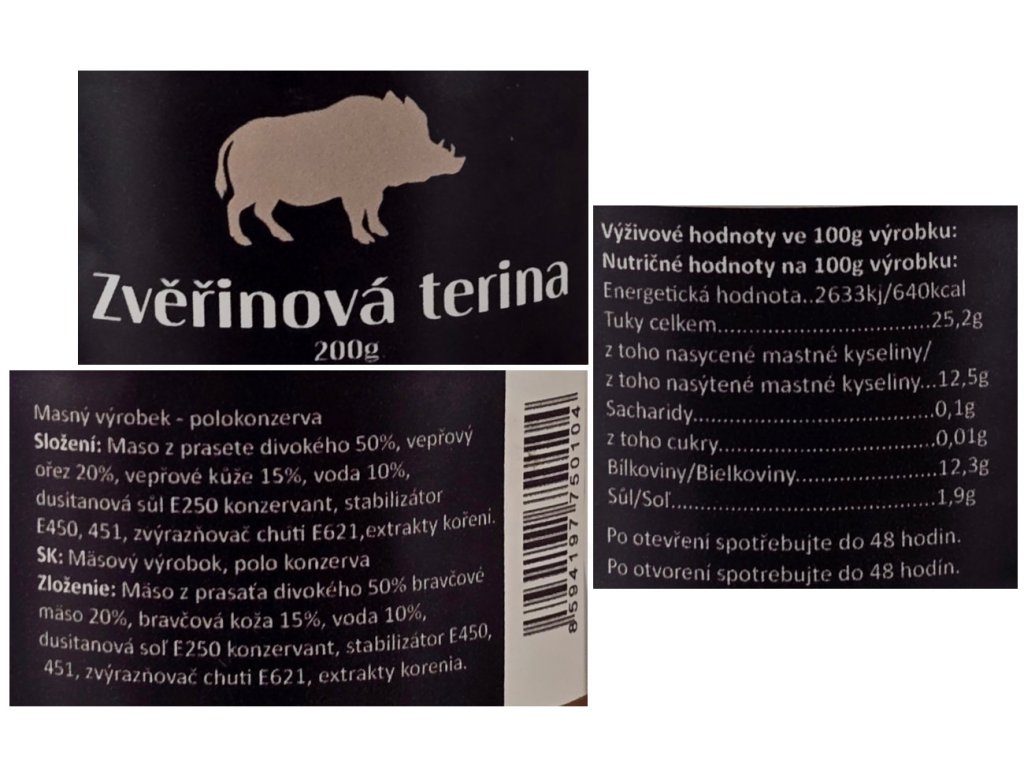 Zvěřinová terina
200g
Masný výrobek - polokonzerva
Složení: Maso z prasete divokého 50%, vepřový
ořez 20%, vepřové kůže 15%, voda 10%,
dusitanová sůl E250 konzervant, stabilizátor
E450, 451, zvýrazňovač chuti E621,extrakty koření.
SK: Mäsový výrobok, polo konzerva
Zloženie: Mäso z prasaťa divokého 50% bravčové
mäso 20%, bravčová koža 15%, voda 10%,
dusitanová soľ E250 konzervant, stabilizátor E450,
451, zvýrazňovač chuti E621, extrakty korenia.
8594197750104
Výživové hodnoty ve 100g výrobku:
Nutričné hodnoty na 100g výrobku:
Energetická hodnota..2633kj/640kcal
Tuky celkem................................25,2g
z toho nasycené mastné kyseliny/
z toho nasýtené mastné kyseliny...12,5g
Sacharidy....................................0,1g
z toho cukry................................0,01g
Bílkoviny/Bielkoviny.....................12,3g
Sůl/Soľ.......................................1,9g
Po otevření spotřebujte do 48 hodin.
Po otvorení spotrebujte do 48 hodín.